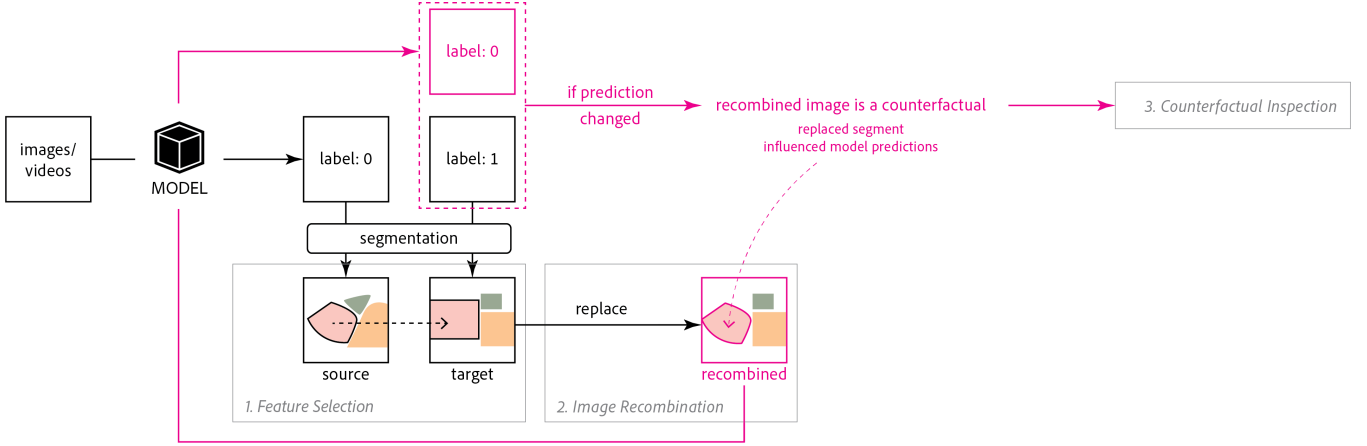 label: 0
if prediction
changed
recombined image is a counterfactual
replaced segment
influenced model predictions
3. Counterfactual Inspection
images/
videos
MODEL
label: 0
label: 1
segmentation
source
target
1. Feature Selection
replace
recombined
2. Image Recombination